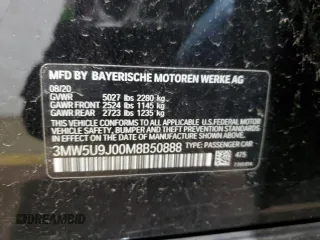 MFD BY BAYERISCHE MOTOREN WERKE AG
08/20
GVWR 5027 lbs 2280 kg
GAWR FRONT 2524 lbs 1145 kg
GAWR REAR 2723 lbs 1235 kg
THIS VEHICLE CONFORMS TO ALL APPLICABLE
U.S. FEDERAL MOTOR VEHICLE SAFETY,
BUMPER, AND THEFT PREVENTION STANDARDS
IN EFFECT ON THE DATE OF MANUFACTURE
SHOWN ABOVE.
3MW5U9J00M8B50888 TYPE: PASSENGER CAR
475